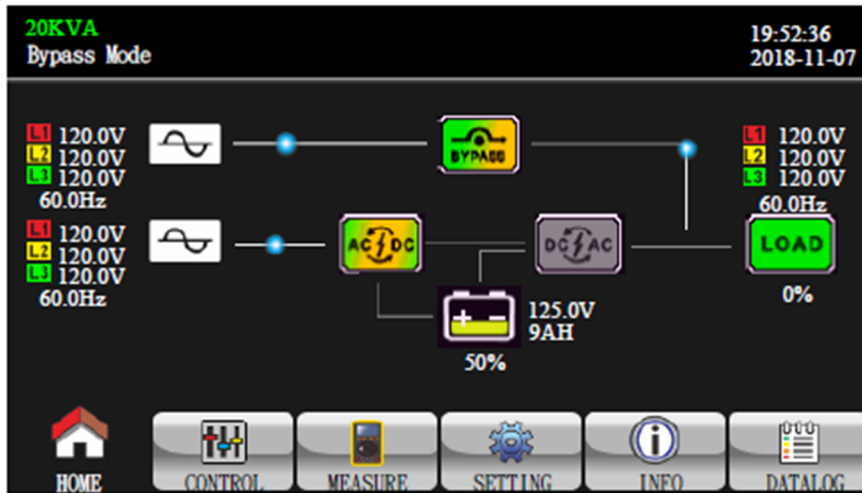 20KVA
Bypass Mode
19:52:36
2018-11-07
L1 120.0V
L2 120.0V
L3 120.0V
60.0Hz
BYPASS
L1 120.0V
L2 120.0V
L3 120.0V
60.0Hz
L1 120.0V
L2 120.0V
L3 120.0V
60.0Hz
AC DC
DC AC
LOAD
0%
+ -
125.0V
9AH
50%
HOME
CONTROL
MEASURE
SETTING
INFO
DATALOG